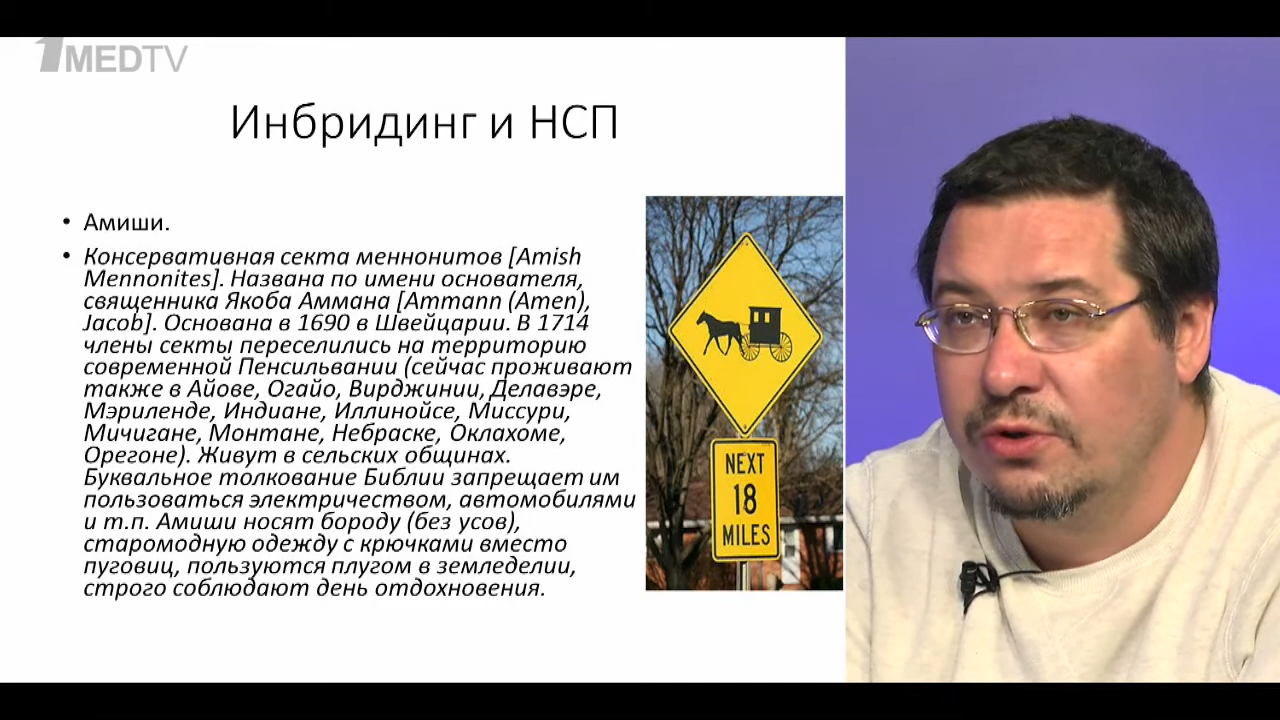 1MEDTV
Инбридинг и НСП
• Амиши.
• Консервативная секта меннонитов [Amish
Mennonites]. Названа по имени основателя,
священника Якоба Аммана [Ammann (Amen),
Jacob]. Основана в 1690 в Швейцарии. В 1714
члены секты переселились на территорию
современной Пенсильвании (сейчас проживают
также в Айове, Огайо, Вирджинии, Делавэре,
Мэриленде, Индиане, Иллинойсе, Миссури,
Мичигане, Монтане, Небраске, Оклахоме,
Орегоне). Живут в сельских общинах.
Буквальное толкование Библии запрещает им
пользоваться электричеством, автомобилями
и т.п. Амиши носят бороду (без усов),
старомодную одежду с крючками вместо
пуговиц, пользуются плугом в земледелии,
строго соблюдают день отдохновения.
NEXT
18
MILES